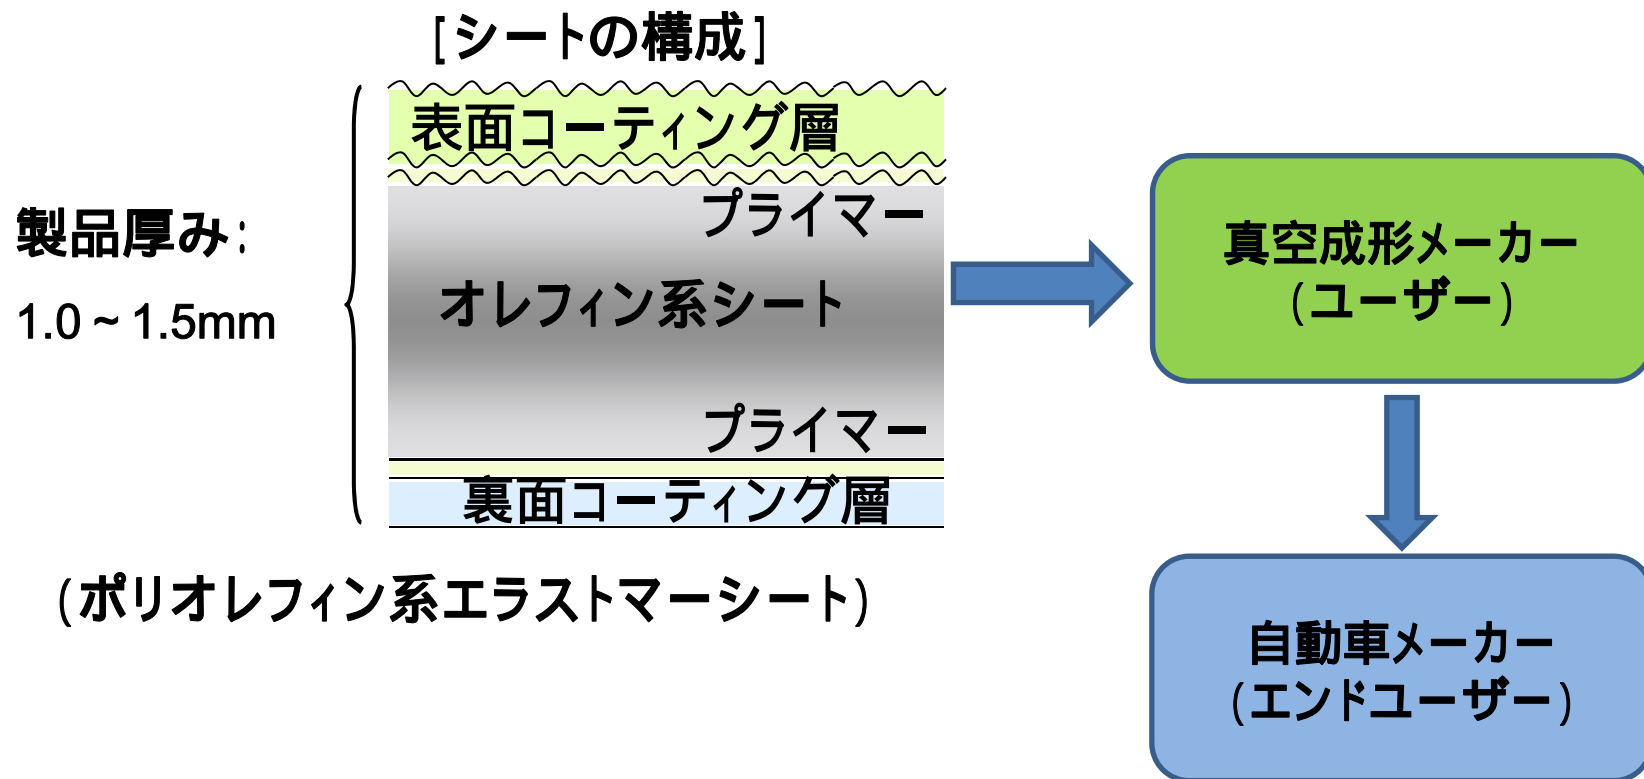 [シートの構成]
表面コーティング層
プライマー
製品厚み：
1.0～1.5mm
オレフィン系シート
プライマー
裏面コーティング層
(ポリオレフィン系エラストマーシート)
真空成形メーカー
(ユーザー)
自動車メーカー
(エンドユーザー)